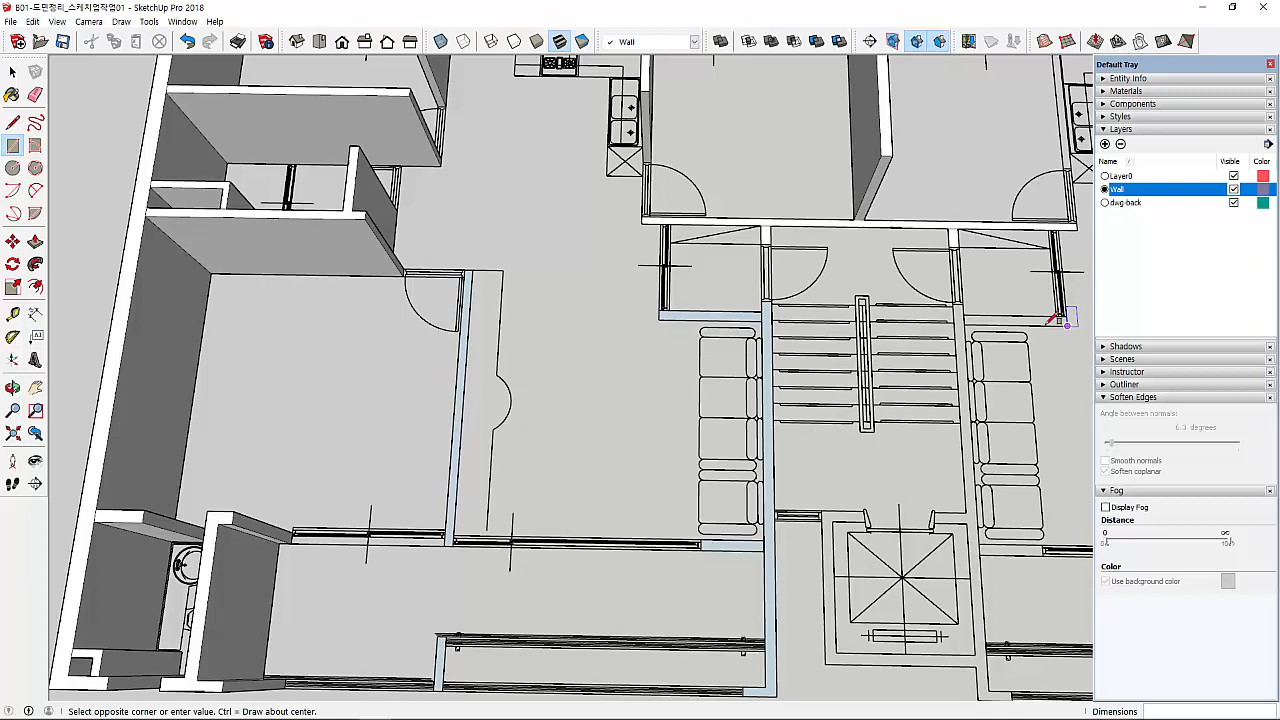 B01-도면정리_스케치업작업01 - SketchUp Pro 2018
File Edit View Camera Draw Tools Window Help
Wall
Default Tray
Entity Info
Materials
Components
Styles
Layers
Name Visible Color
Layer0
Wall
dwg-back
Shadows
Scenes
Instructor
Outliner
Soften Edges
Angle between normals:
6.3 degrees
Smooth normals
Soften coplanar
Fog
Display Fog
Distance
0 ∞
Color
Use background color
Select opposite corner or enter value. Ctrl = Draw about center.
Dimensions